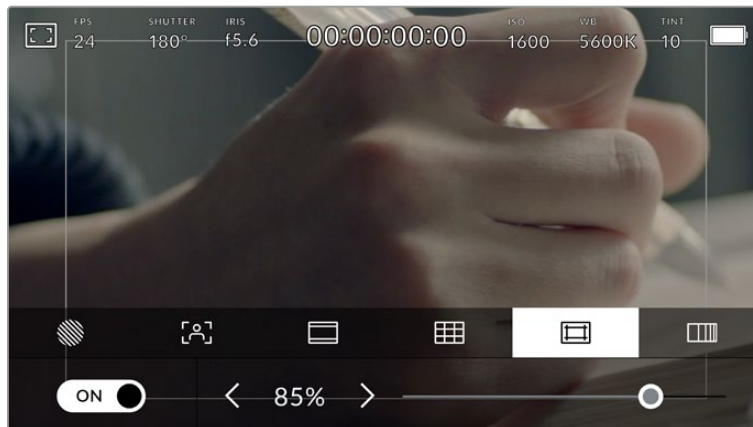 FPS SHUTTER IRIS ISO WB TINT
24 180° f5.6 00:00:00:00 1600 5600K 10
ON 85%